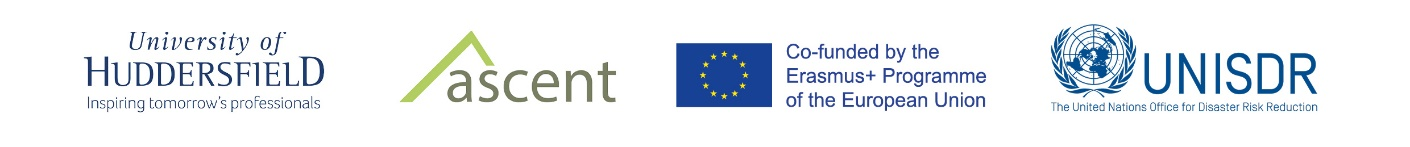 University of
HUDDERSFIELD
Inspiring tomorrow's professionals
ascent
Co-funded by the
Erasmus+ Programme
of the European Union
UNISDR
The United Nations Office for Disaster Risk Reduction